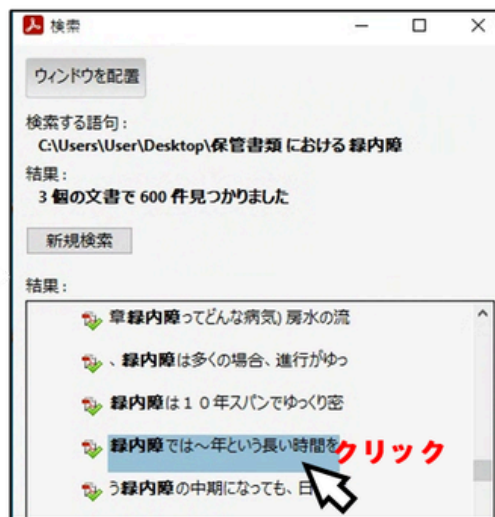 検索
ウィンドウを配置
検索する語句:
C:\Users\User\Desktop\保管書類 における 緑内障
結果:
3 個の文書で 600 件見つかりました
新規検索
結果:
章緑内障ってどんな病気) 房水の流
、緑内障は多くの場合、進行がゆっ
緑内障は１０年スパンでゆっくり密
緑内障では～年という長い時間を
クリック
う緑内障の中期になっても、日